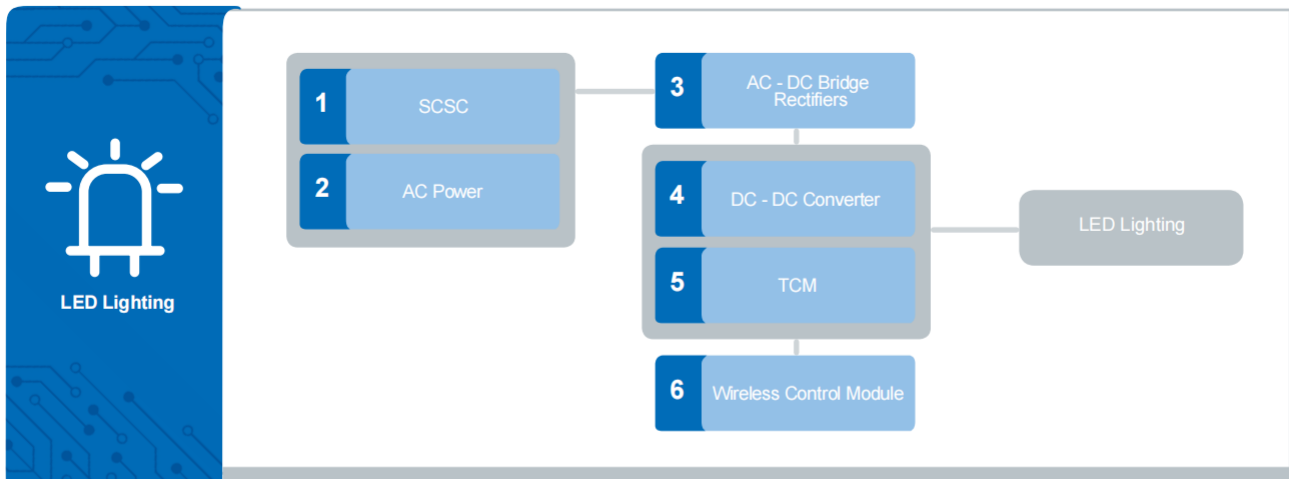 LED Lighting
1
SCSC
2
AC Power
3
AC - DC Bridge
Rectifiers
4
DC - DC Converter
5
TCM
6
Wireless Control Module
LED Lighting